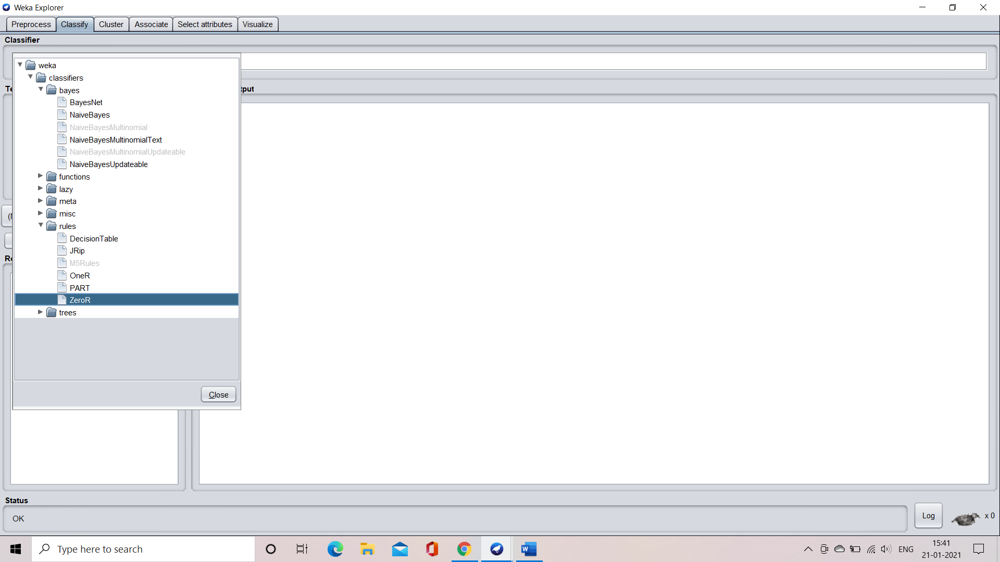 Weka Explorer
Preprocess Classify Cluster Associate Select attributes Visualize
Classifier
weka
classifiers
bayes
BayesNet
NaiveBayes
NaiveBayesMultinomial
NaiveBayesMultinomialText
NaiveBayesMultinomialUpdateable
NaiveBayesUpdateable
functions
lazy
meta
misc
rules
DecisionTable
JRip
M5Rules
OneR
PART
ZeroR
trees
Close
Te
tput
Re
Status
OK
Log
x 0
Type here to search
ENG
15:41
21-01-2021